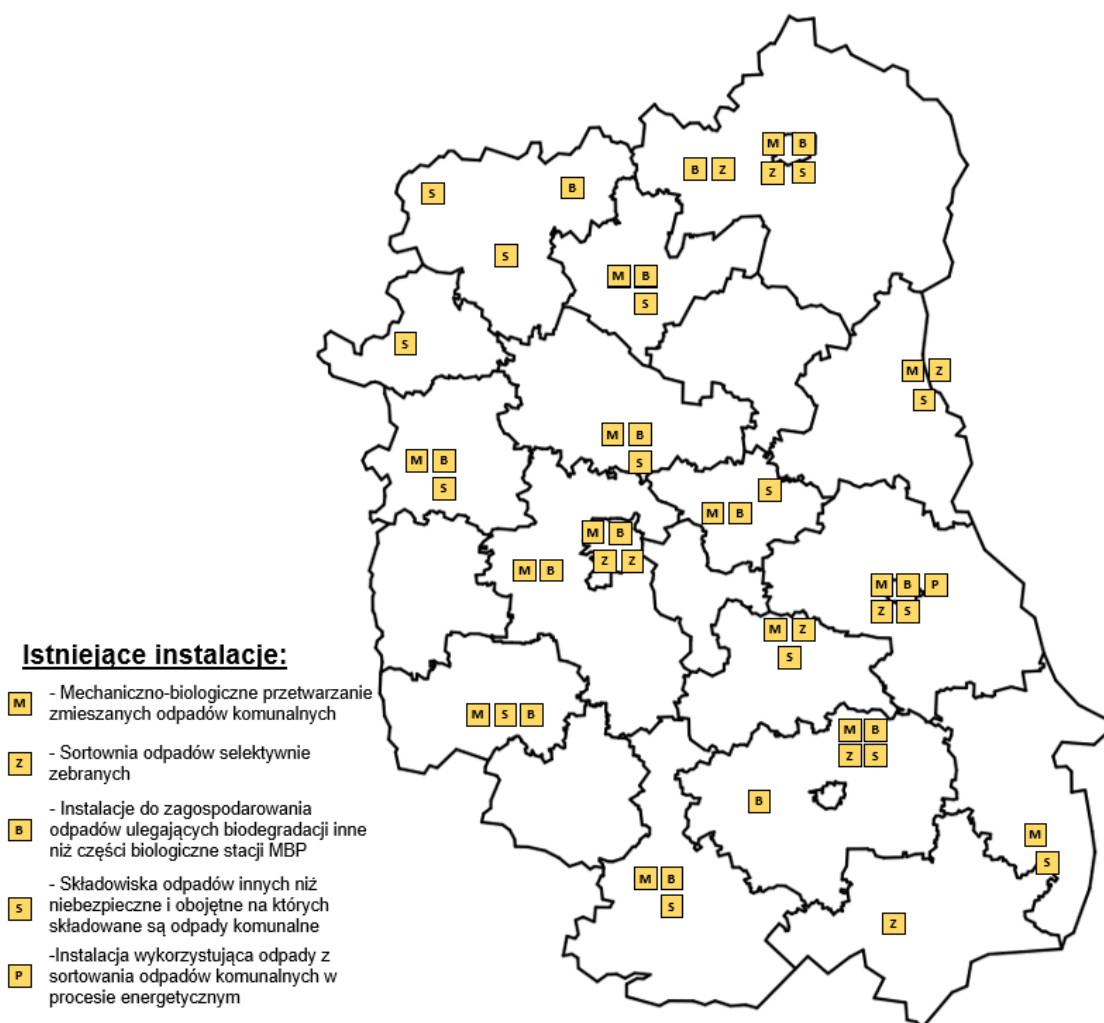 M B
B Z
Z S
S
B
S
M B
S
S
M Z
S
M B
S
M B
S
S
M B
M B
Z Z
M B
M B P
Z S
M Z
S
Istniejące instalacje:
M - Mechaniczno-biologiczne przetwarzanie
zmieszanych odpadów komunalnych
Z - Sortownia odpadów selektywnie
zebranych
B - Instalacje do zagospodarowania
odpadów ulegających biodegradacji inne
niż części biologiczne stacji MBP
S - Składowiska odpadów innych niż
niebezpieczne i obojętne na których
składowane są odpady komunalne
P -Instalacja wykorzystująca odpady z
sortowania odpadów komunalnych w
procesie energetycznym
M S B
M B
Z S
B
M
S
M B
S
Z